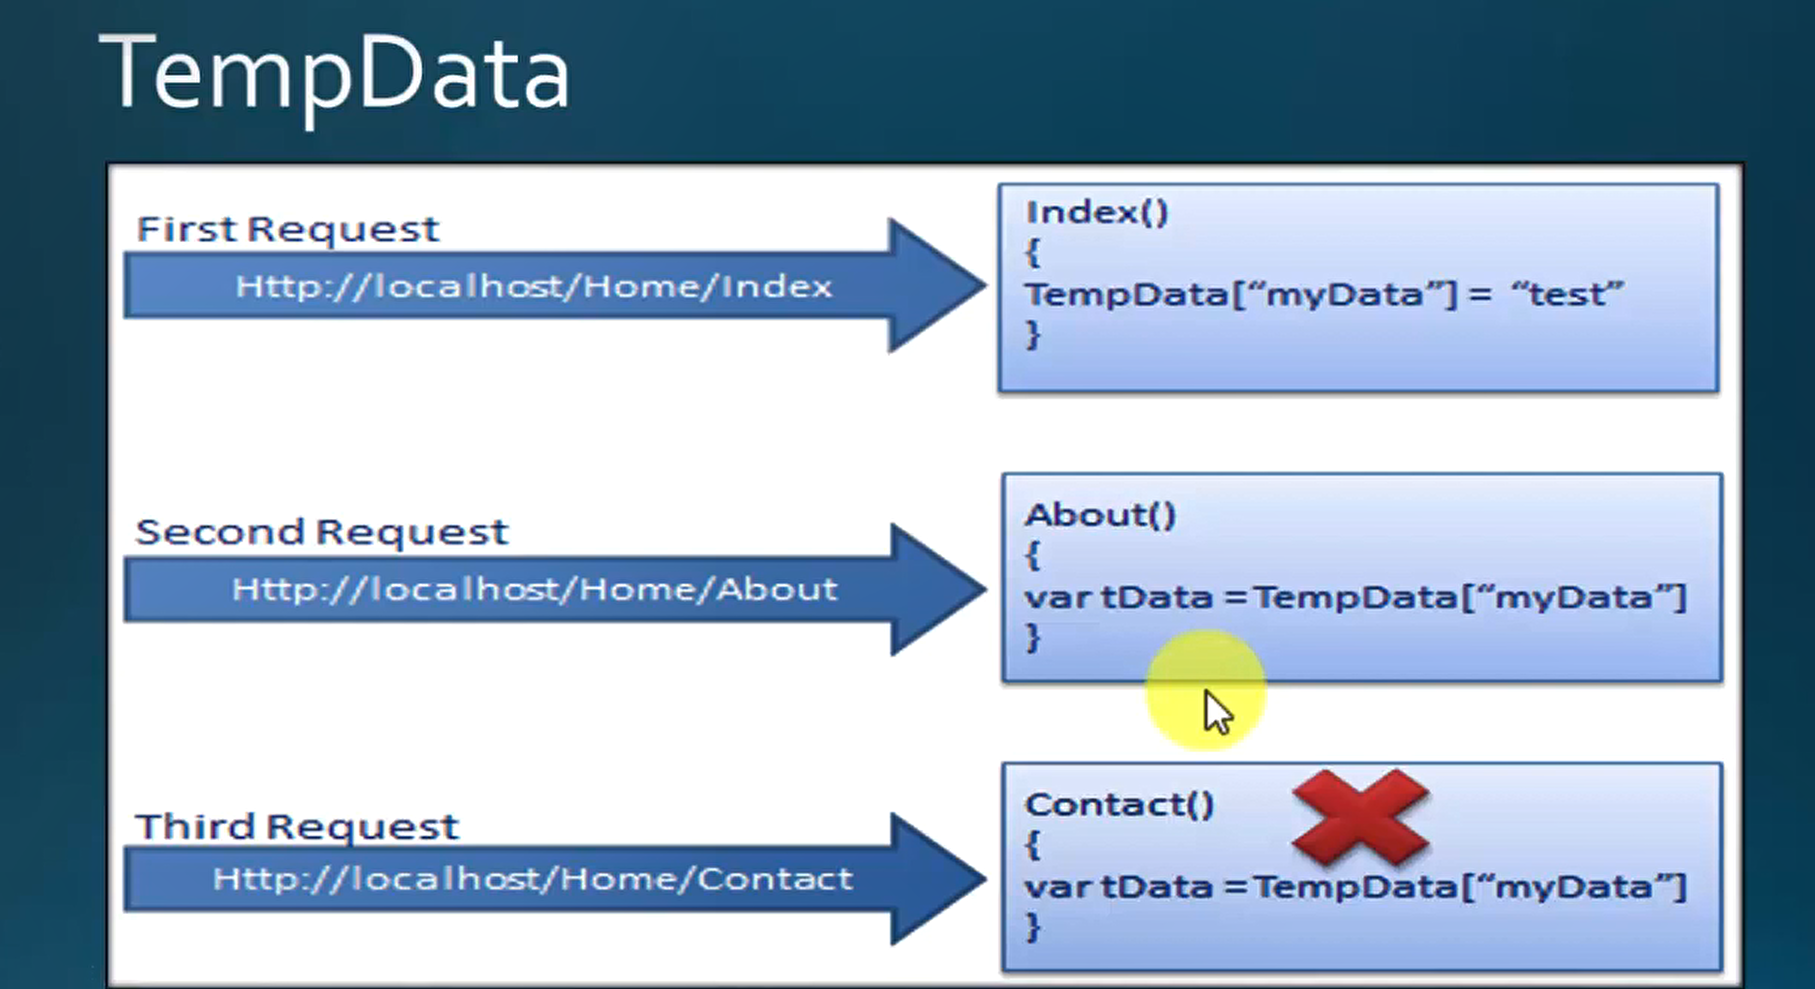 TempData
First Request
Http://localhost/Home/Index
Index()
{
TempData[“myData”] = “test”
}
Second Request
Http://localhost/Home/About
About()
{
var tData =TempData[“myData”]
}
Third Request
Http://localhost/Home/Contact
Contact()
{
var tData =TempData[“myData”]
}